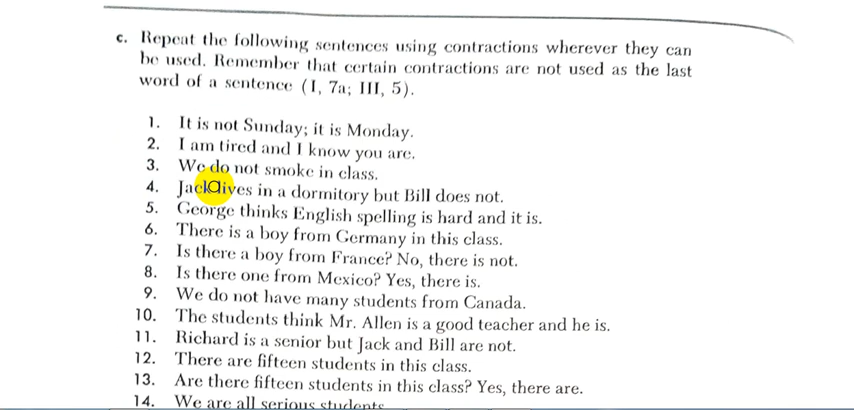 c. Repeat the following sentences using contractions wherever they can
be used. Remember that certain contractions are not used as the last
word of a sentence (I, 7a; III, 5).
1. It is not Sunday; it is Monday.
2. I am tired and I know you are.
3. We do not smoke in class.
4. Jack lives in a dormitory but Bill does not.
5. George thinks English spelling is hard and it is.
6. There is a boy from Germany in this class.
7. Is there a boy from France? No, there is not.
8. Is there one from Mexico? Yes, there is.
9. We do not have many students from Canada.
10. The students think Mr. Allen is a good teacher and he is.
11. Richard is a senior but Jack and Bill are not.
12. There are fifteen students in this class.
13. Are there fifteen students in this class? Yes, there are.
14. We are all serious students